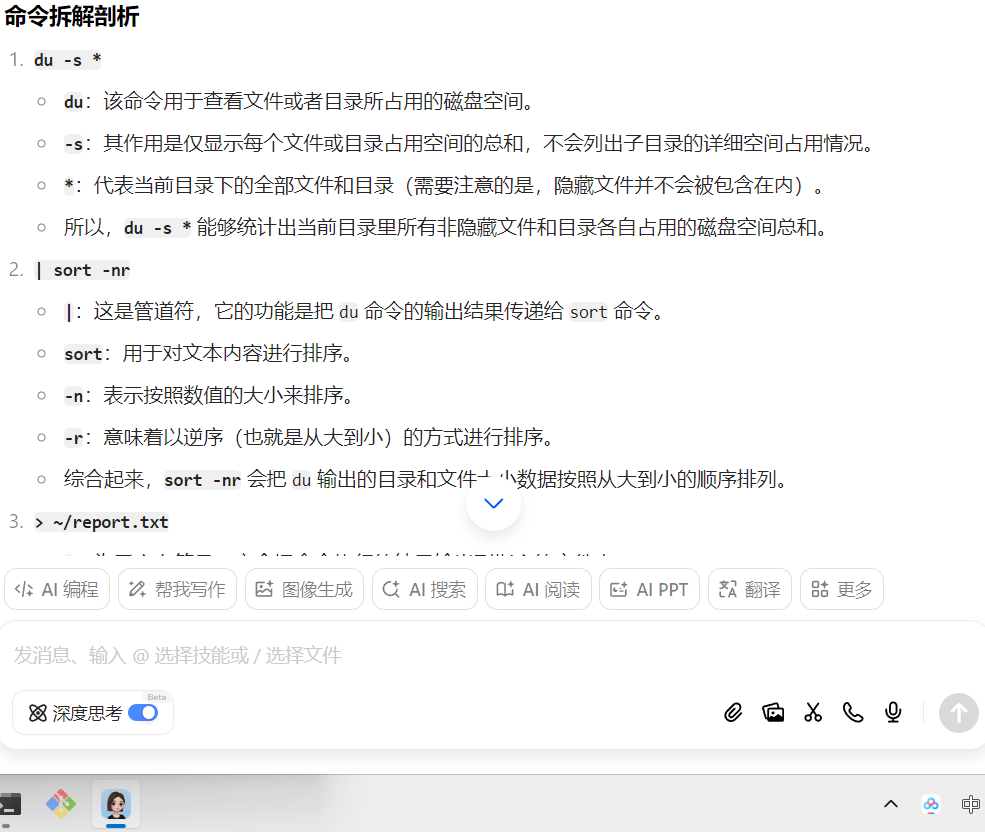 命令拆解剖析
1. du -s *
du：该命令用于查看文件或者目录所占用的磁盘空间。
-s：其作用是仅显示每个文件或目录占用空间的总和，不会列出子目录的详细空间占用情况。
*：代表当前目录下的全部文件和目录（需要注意的是，隐藏文件并不会被包含在内）。
所以，du -s * 能够统计出当前目录里所有非隐藏文件和目录各自占用的磁盘空间总和。
2. | sort -nr
|：这是管道符，它的功能是把 du 命令的输出结果传递给 sort 命令。
sort：用于对文本内容进行排序。
-n：表示按照数值的大小来排序。
-r：意味着以逆序（也就是从大到小）的方式进行排序。
综合起来，sort -nr 会把 du 输出的目录和文件大小数据按照从大到小的顺序排列。
3. > ~/report.txt
AI 编程 帮我写作 图像生成 AI 搜索 AI 阅读 AI PPT 翻译 更多
发消息、输入 @ 选择技能或 / 选择文件
深度思考 Beta
中